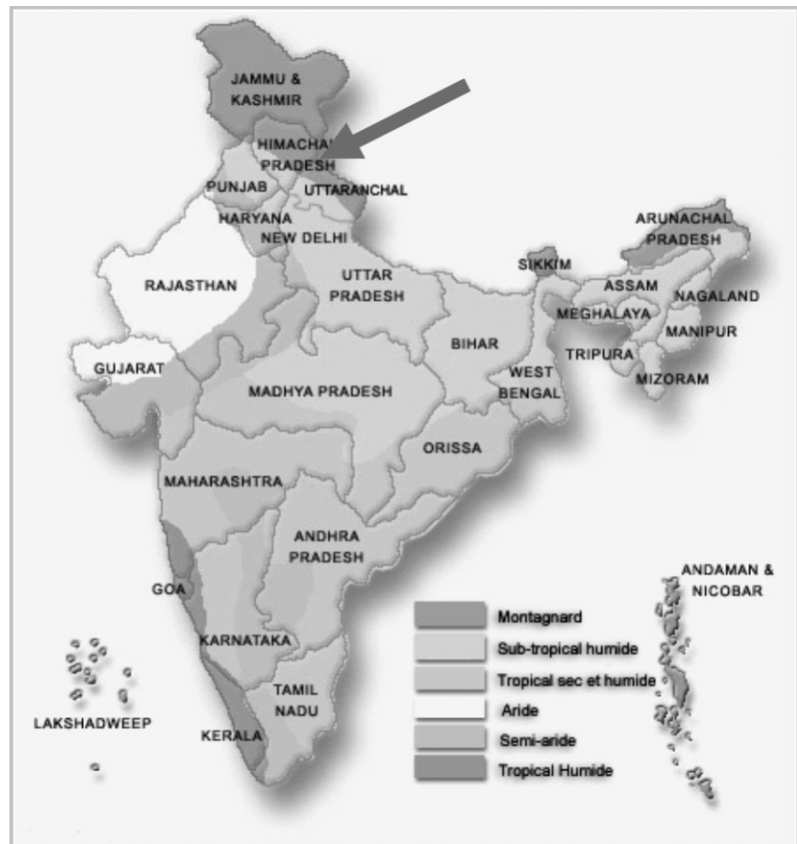 JAMMU &
KASHMIR
HIMACHAL
PRADESH
PUNJAB
UTTARANCHAL
HARYANA
NEW DELHI
ARUNACHAL
PRADESH
SIKKIM
RAJASTHAN
UTTAR
PRADESH
ASSAM
NAGALAND
MEGHALAYA
MANIPUR
BIHAR
TRIPURA
MIZORAM
GUJARAT
WEST
BENGAL
MADHYA PRADESH
ORISSA
MAHARASHTRA
ANDHRA
PRADESH
ANDAMAN &
NICOBAR
GOA
KARNATAKA
TAMIL
NADU
LAKSHADWEEP
KERALA
Montagnard
Sub-tropical humide
Tropical sec et humide
Aride
Semi-aride
Tropical Humide